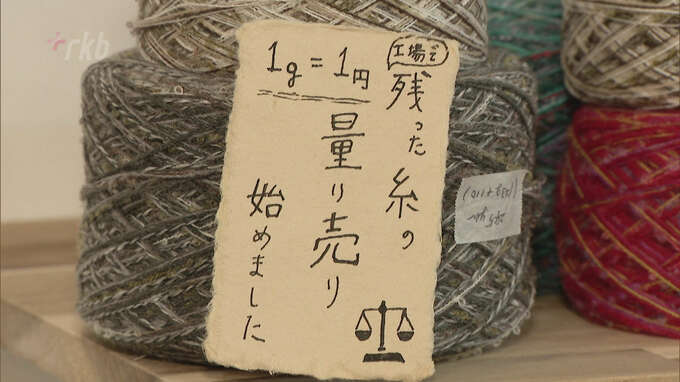 rkb
工場で
残った糸の
量り売り
始めました
1g=1円